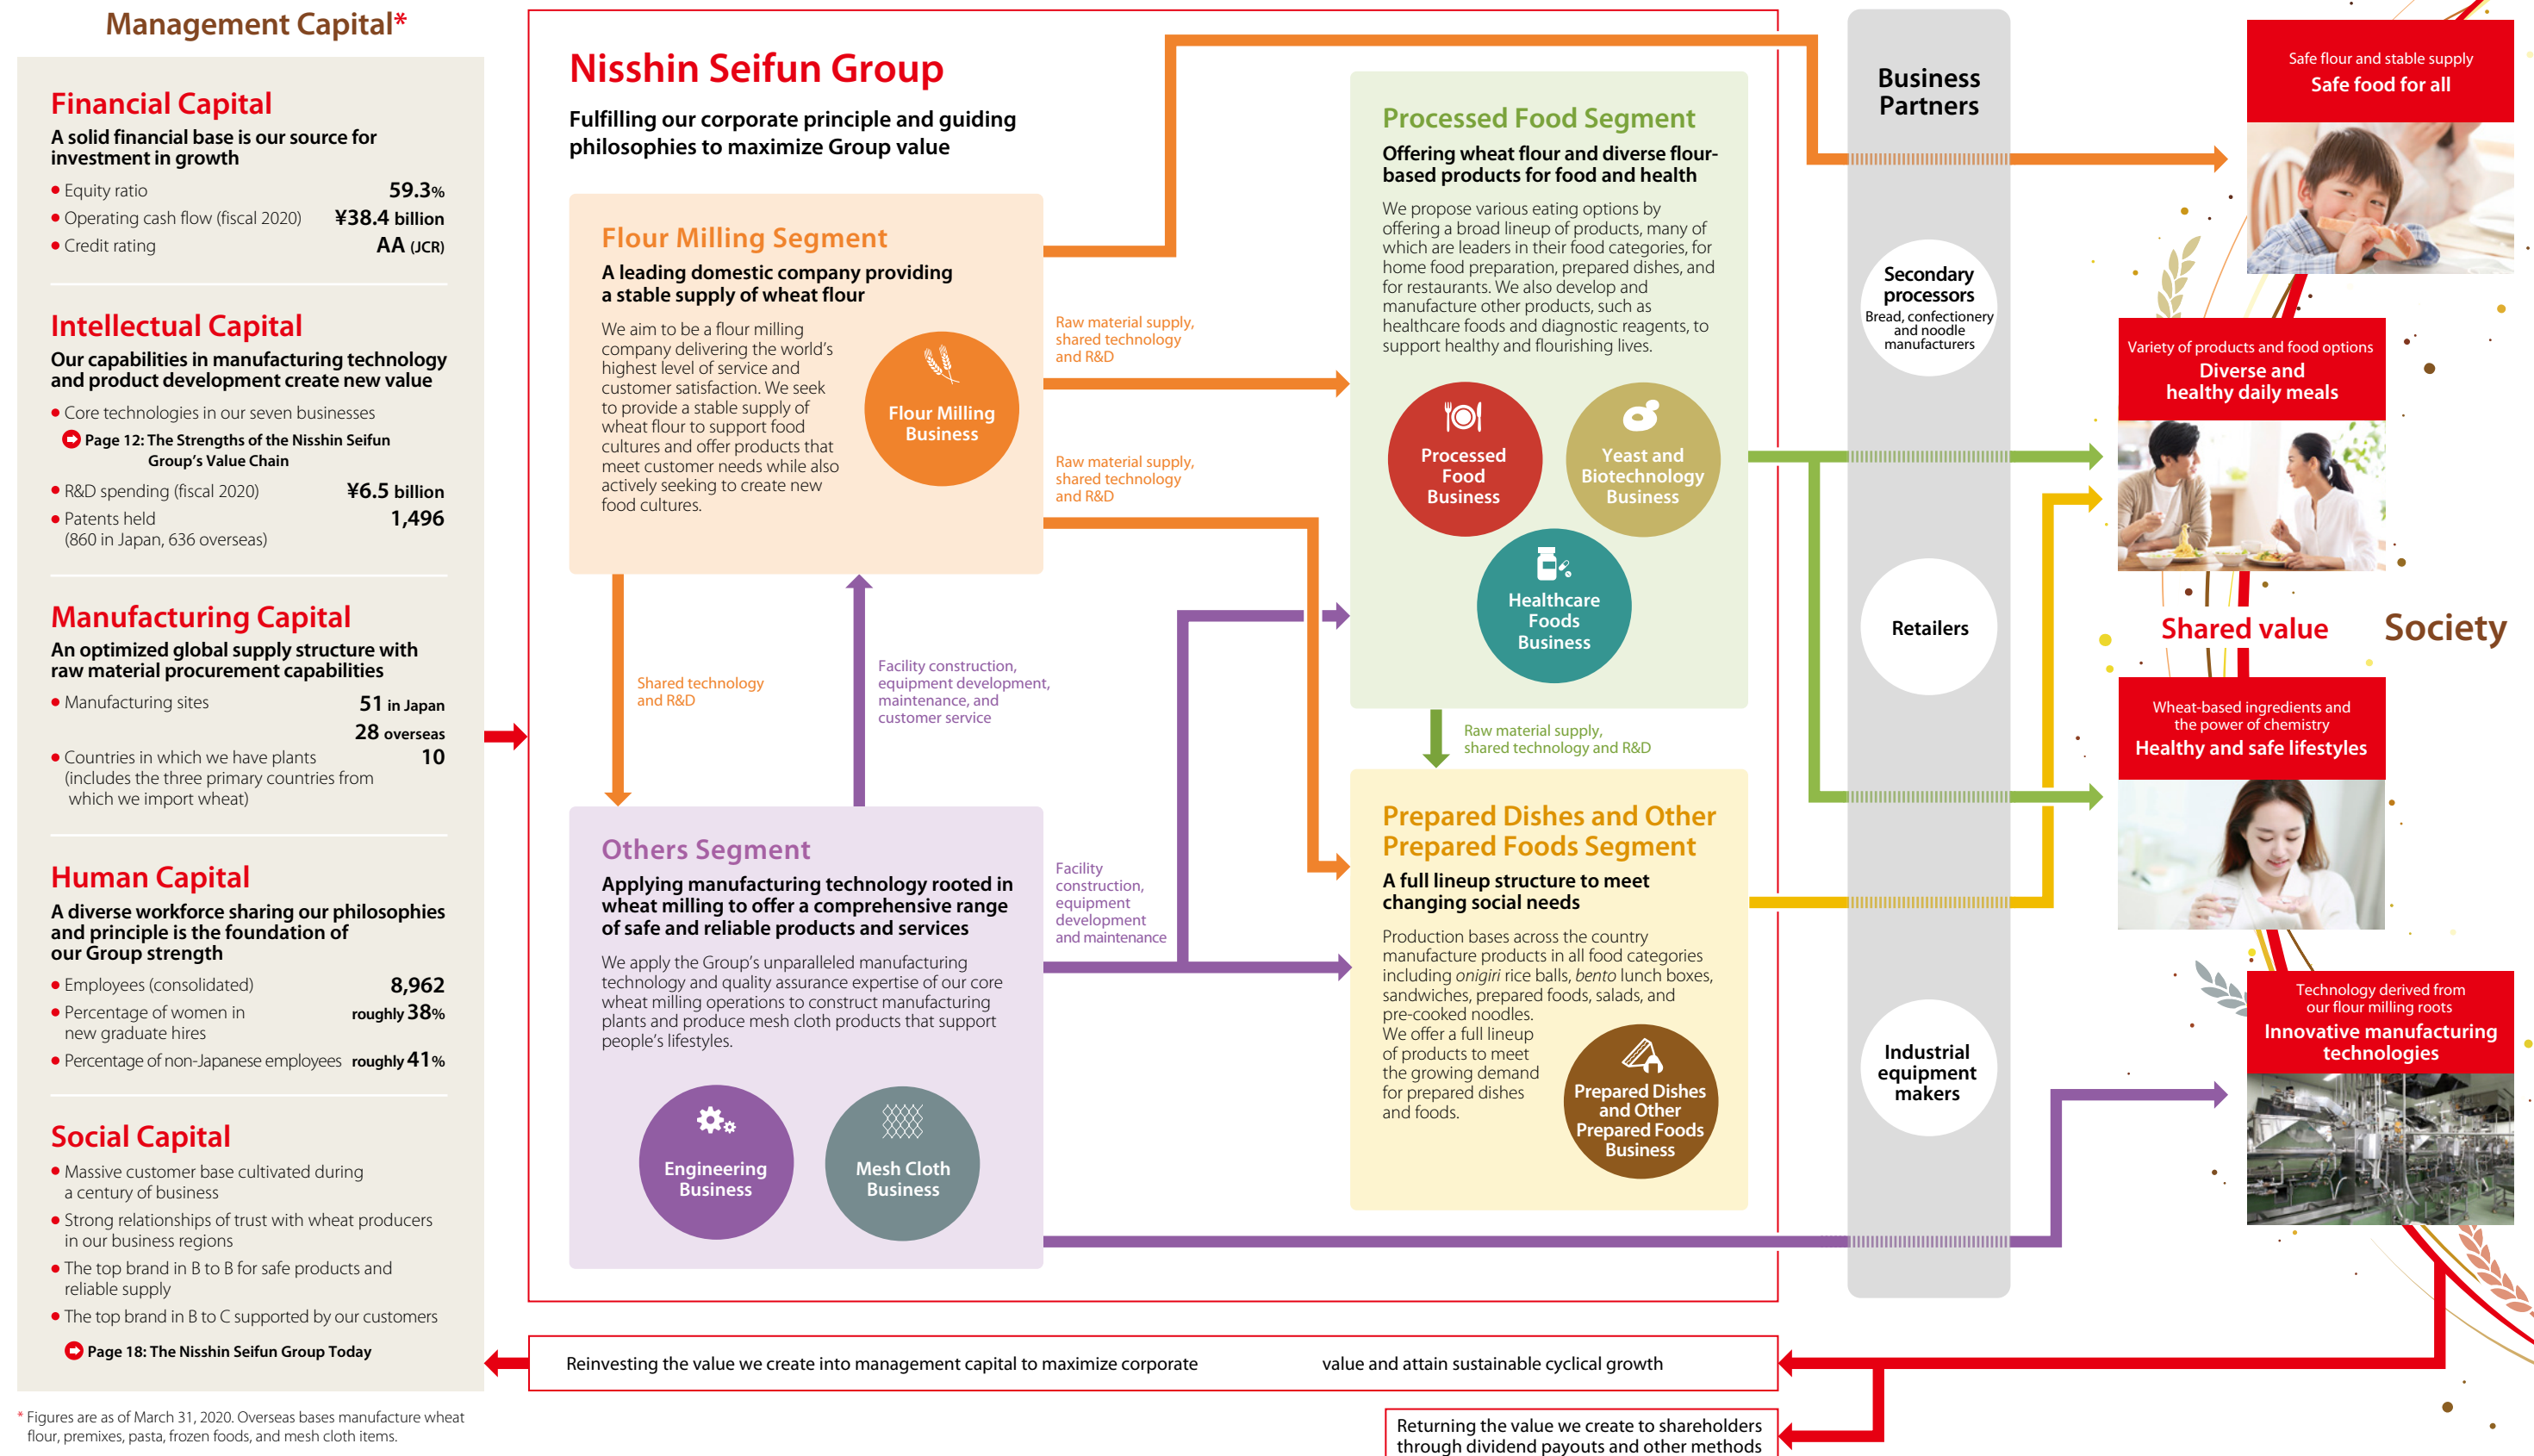 Management Capital*
Financial Capital
A solid financial base is our source for
investment in growth
● Equity ratio 59.3%
● Operating cash flow (fiscal 2020) ¥38.4 billion
● Credit rating AA (JCR)
Intellectual Capital
Our capabilities in manufacturing technology
and product development create new value
● Core technologies in our seven businesses
Page 12: The Strengths of the Nisshin Seifun
Group's Value Chain
● R&D spending (fiscal 2020) ¥6.5 billion
● Patents held 1,496
(860 in Japan, 636 overseas)
Manufacturing Capital
An optimized global supply structure with
raw material procurement capabilities
● Manufacturing sites 51 in Japan
28 overseas
● Countries in which we have plants 10
(includes the three primary countries from
which we import wheat)
Human Capital
A diverse workforce sharing our philosophies
and principle is the foundation of
our Group strength
● Employees (consolidated) 8,962
● Percentage of women in roughly 38%
new graduate hires
● Percentage of non-Japanese employees roughly 41%
Social Capital
● Massive customer base cultivated during
a century of business
● Strong relationships of trust with wheat producers
in our business regions
● The top brand in B to B for safe products and
reliable supply
● The top brand in B to C supported by our customers
Page 18: The Nisshin Seifun Group Today
* Figures are as of March 31, 2020. Overseas bases manufacture wheat
flour, premixes, pasta, frozen foods, and mesh cloth items.
Nisshin Seifun Group
Fulfilling our corporate principle and guiding
philosophies to maximize Group value
Flour Milling Segment
A leading domestic company providing
a stable supply of wheat flour
We aim to be a flour milling
company delivering the world's
highest level of service and
customer satisfaction. We seek
to provide a stable supply of
wheat flour to support food
cultures and offer products that
meet customer needs while also
actively seeking to create new
food cultures.
Flour Milling
Business
Raw material supply,
shared technology
and R&D
Raw material supply,
shared technology
and R&D
Shared technology
and R&D
Facility construction,
equipment development,
maintenance, and
customer service
Others Segment
Applying manufacturing technology rooted in
wheat milling to offer a comprehensive range
of safe and reliable products and services
We apply the Group's unparalleled manufacturing
technology and quality assurance expertise of our core
wheat milling operations to construct manufacturing
plants and produce mesh cloth products that support
people's lifestyles.
Engineering
Business
Mesh Cloth
Business
Facility
construction,
equipment
development
and maintenance
Processed Food Segment
Offering wheat flour and diverse flour-
based products for food and health
We propose various eating options by
offering a broad lineup of products, many of
which are leaders in their food categories, for
home food preparation, prepared dishes, and
for restaurants. We also develop and
manufacture other products, such as
healthcare foods and diagnostic reagents, to
support healthy and flourishing lives.
Processed
Food
Business
Yeast and
Biotechnology
Business
Healthcare
Foods
Business
Raw material supply,
shared technology and R&D
Prepared Dishes and Other
Prepared Foods Segment
A full lineup structure to meet
changing social needs
Production bases across the country
manufacture products in all food categories
including onigiri rice balls, bento lunch boxes,
sandwiches, prepared foods, salads, and
pre-cooked noodles.
We offer a full lineup
of products to meet
the growing demand
for prepared dishes
and foods.
Prepared Dishes
and Other
Prepared Foods
Business
Business
Partners
Secondary
processors
Bread, confectionery
and noodle
manufacturers
Retailers
Industrial
equipment
makers
Safe flour and stable supply
Safe food for all
Variety of products and food options
Diverse and
healthy daily meals
Shared value
Society
Wheat-based ingredients and
the power of chemistry
Healthy and safe lifestyles
Technology derived from
our flour milling roots
Innovative manufacturing
technologies
Reinvesting the value we create into management capital to maximize corporate value and attain sustainable cyclical growth
Returning the value we create to shareholders
through dividend payouts and other methods